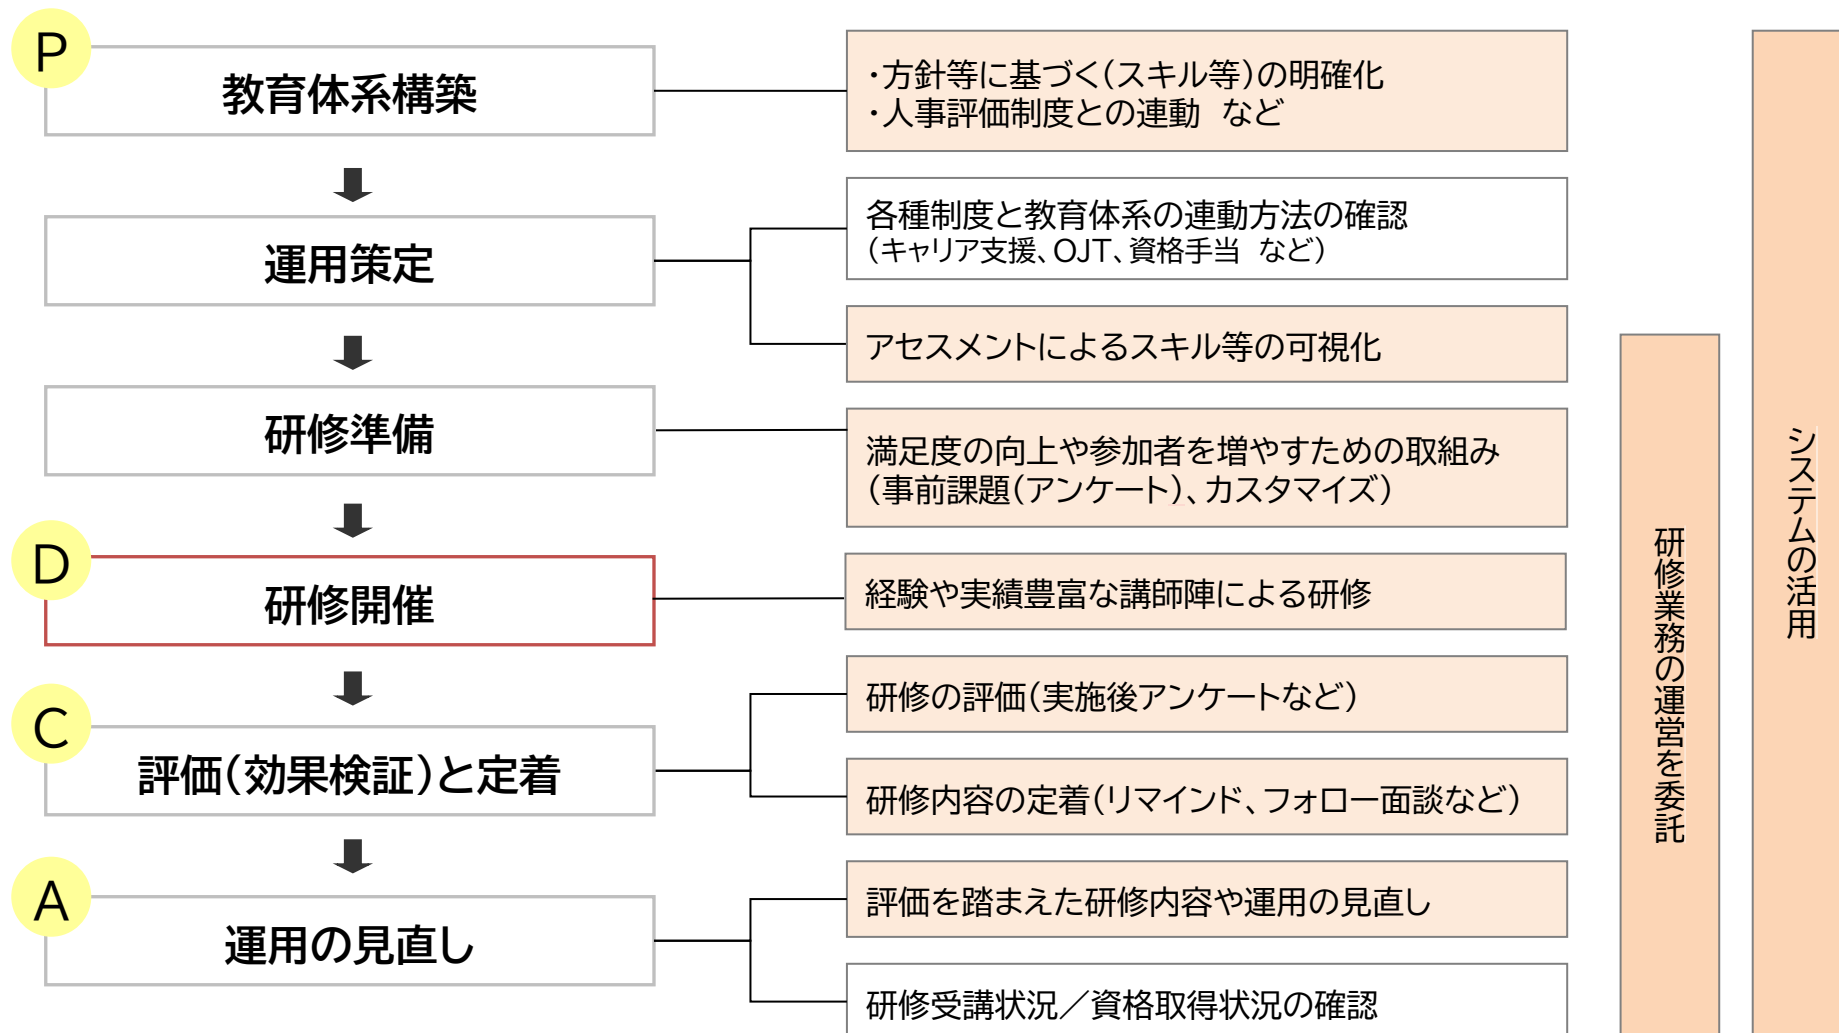 P
教育体系構築
・方針等に基づく(スキル等)の明確化
・人事評価制度との連動　など
運用策定
各種制度と教育体系の連動方法の確認
(キャリア支援、OJT、資格手当　など)
アセスメントによるスキル等の可視化
研修準備
満足度の向上や参加者を増やすための取組み
(事前課題(アンケート)、カスタマイズ)
D
研修開催
経験や実績豊富な講師陣による研修
C
評価(効果検証)と定着
研修の評価(実施後アンケートなど)
研修内容の定着(リマインド、フォロー面談など)
A
運用の見直し
評価を踏まえた研修内容や運用の見直し
研修受講状況／資格取得状況の確認
研修業務の運営を委託
システムの活用